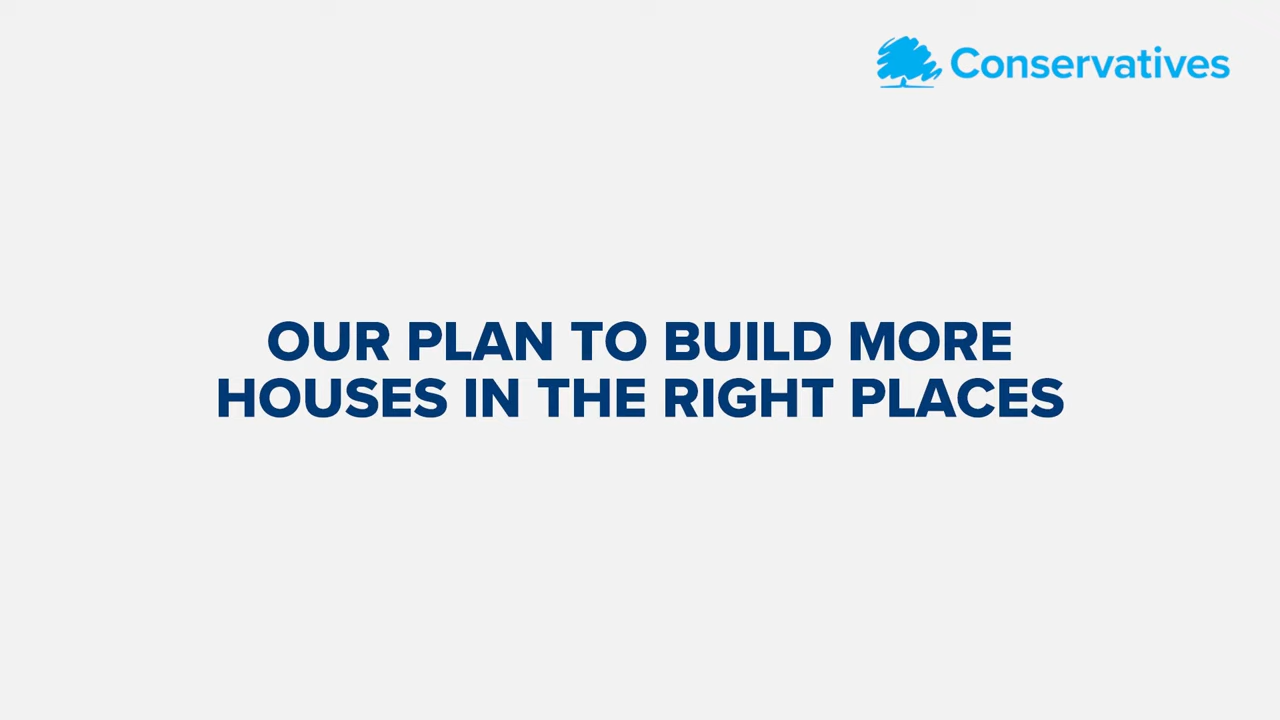 Conservatives
OUR PLAN TO BUILD MORE
HOUSES IN THE RIGHT PLACES